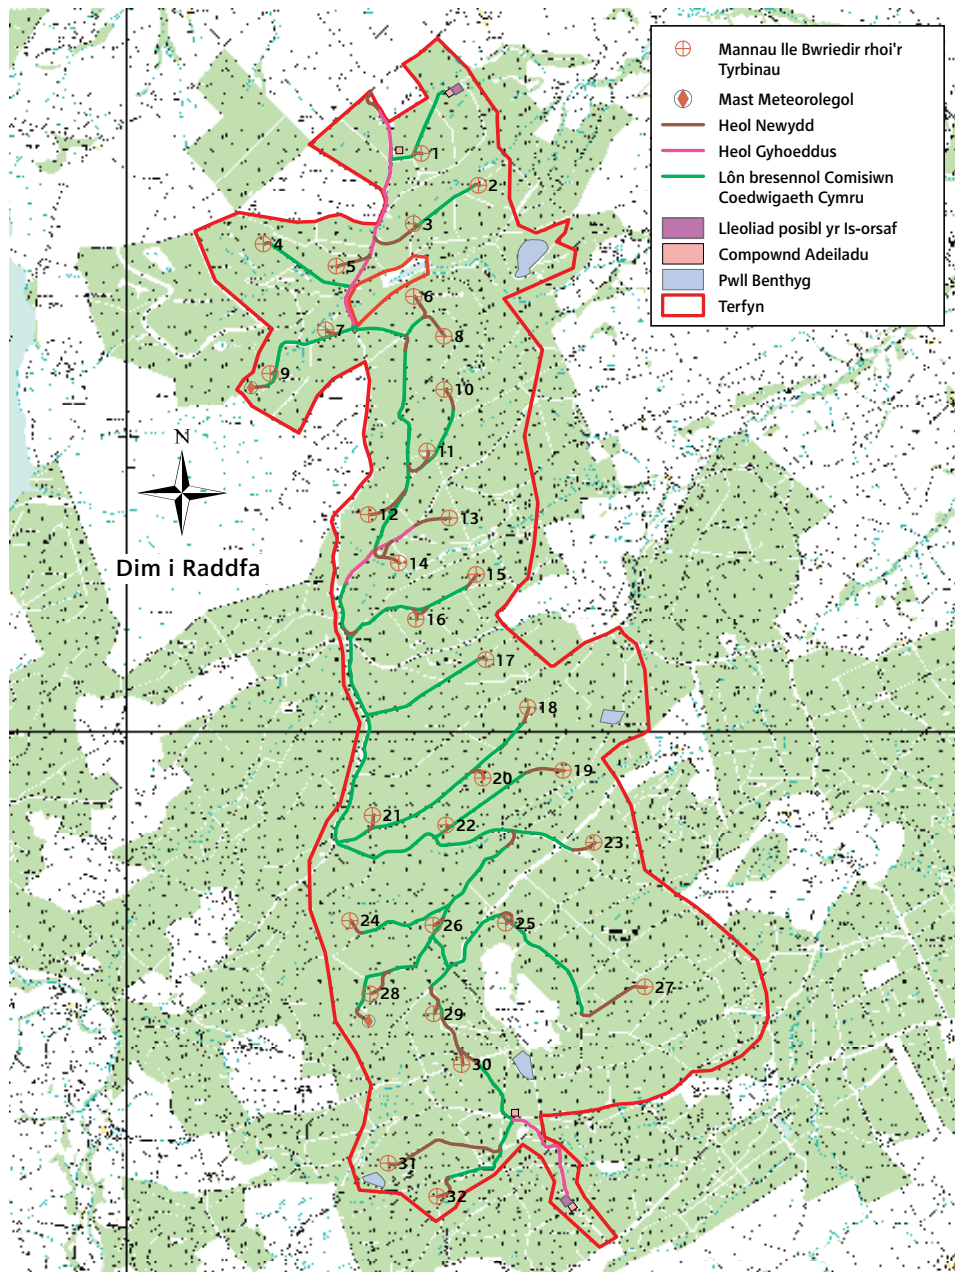 Mannau lle Bwriedir rhoi'r
Tyrbinau
Mast Meteorolegol
Heol Newydd
Heol Gyhoeddus
Lôn bresennol Comisiwn
Coedwigaeth Cymru
Lleoliad posibl yr Is-orsaf
Compownd Adeiladu
Pwll Benthyg
Terfyn
1
2
3
4
5
6
7
8
9
10
11
N
12
13
14
Dim i Raddfa
15
16
17
18
19
20
21
22
23
24
25
26
27
28
29
30
31
32